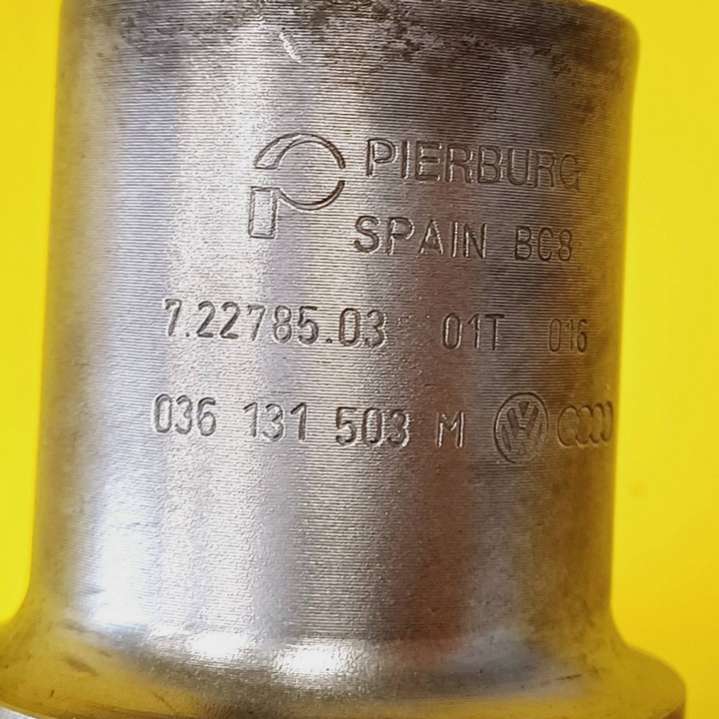 PIERBURG
SPAIN BC8
7.22785.03 01T 016
036 131 503 M